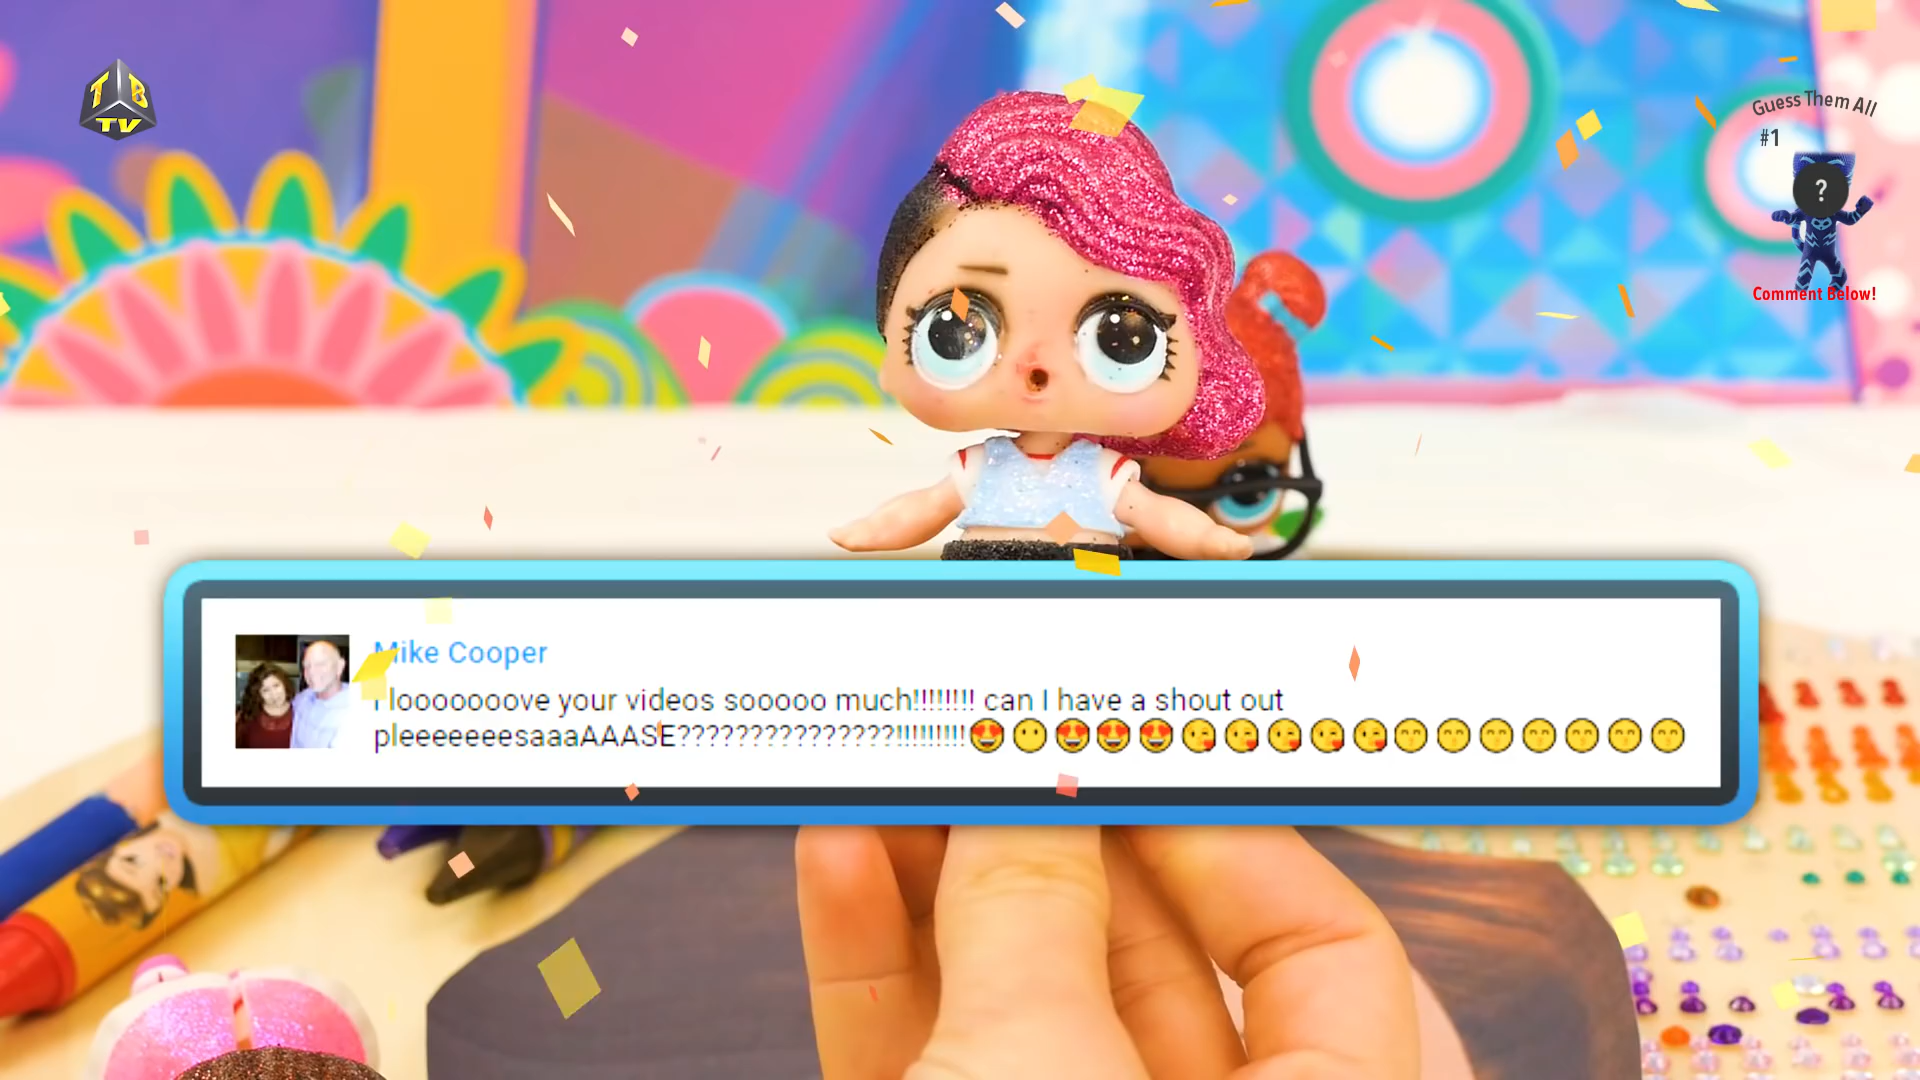 T B
TV
Guess Them All
#1
?
Comment Below!
Mike Cooper
I looooooove your videos sooooo much!!!!!!!! can I have a shout out
pleeeeeeesaaaAAASE???????????????!!!!!!!!!!😍😶😍😍😍😘😘😘😘😘😙😙😙😙😙😙😙